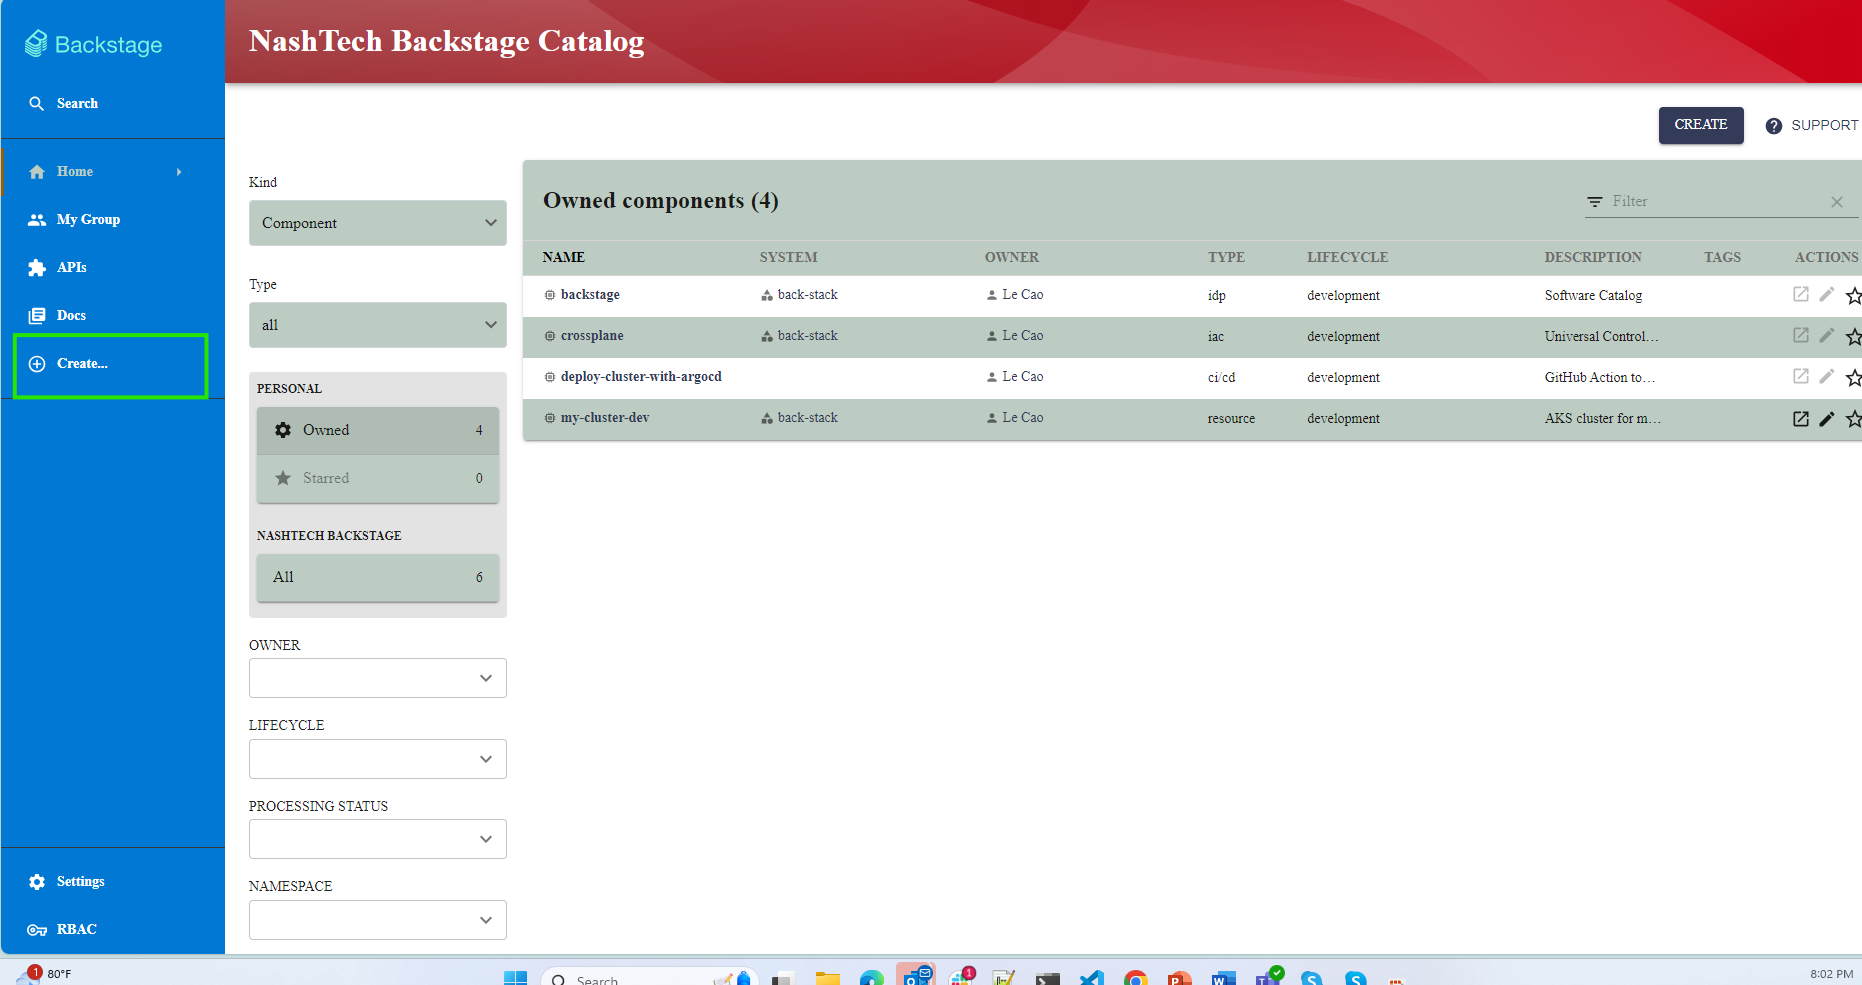 Backstage
Search
Home
My Group
APIs
Docs
Create...
Settings
RBAC
NashTech Backstage Catalog
CREATE
SUPPORT
Kind
Component
Type
all
PERSONAL
Owned 4
Starred 0
NASHTECH BACKSTAGE
All 6
OWNER
LIFECYCLE
PROCESSING STATUS
NAMESPACE
Owned components (4)
Filter
NAME SYSTEM OWNER TYPE LIFECYCLE DESCRIPTION TAGS ACTIONS
backstage back-stack Le Cao idp development Software Catalog
crossplane back-stack Le Cao iac development Universal Control…
deploy-cluster-with-argocd Le Cao ci/cd development GitHub Action to…
my-cluster-dev back-stack Le Cao resource development AKS cluster for m…
1 80°F
Search
1
8:02 PM